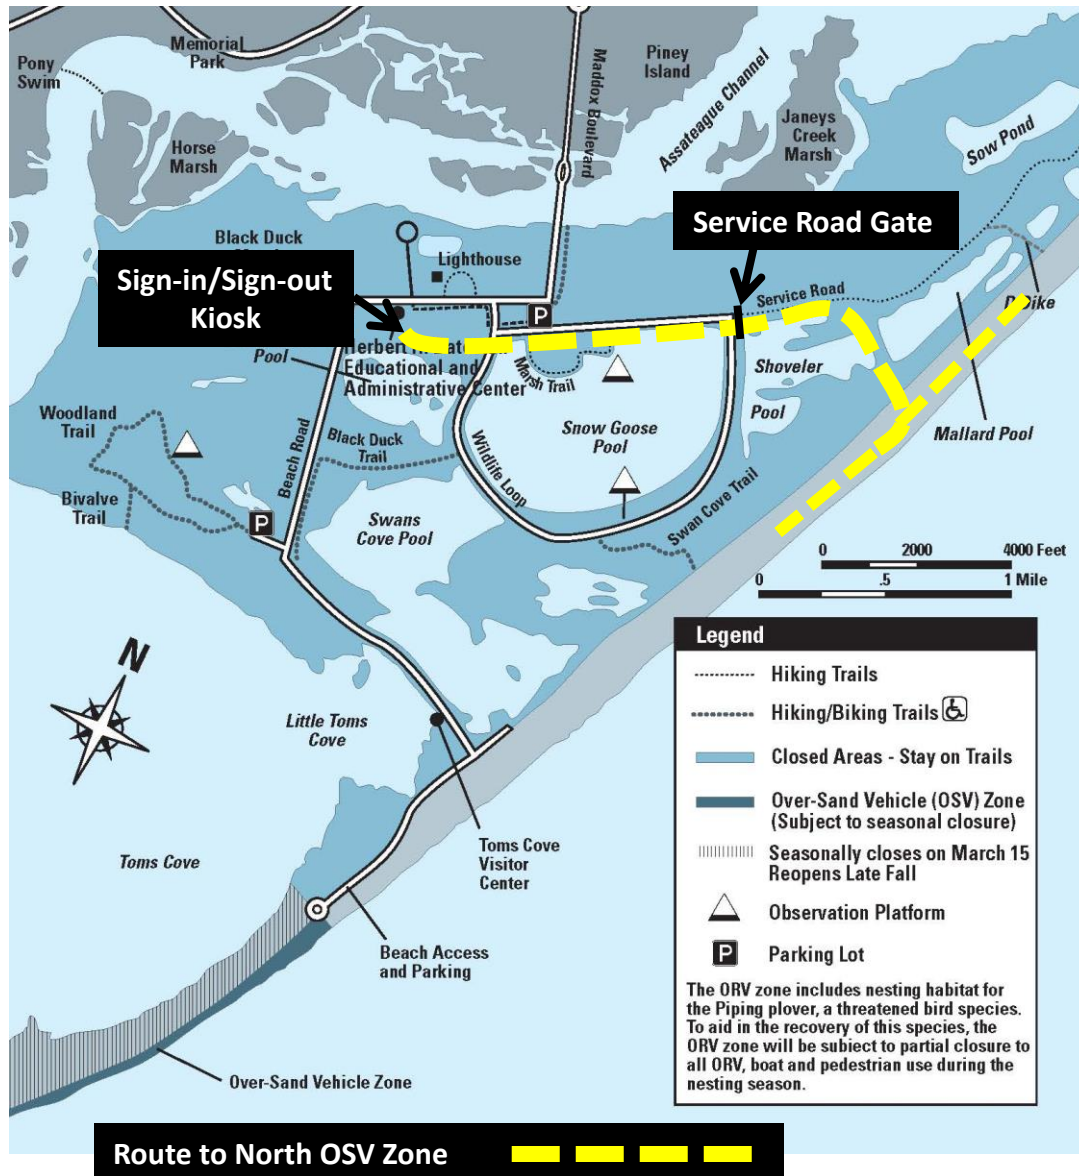 Memorial
Park
Pony
Swim
Horse
Marsh
Maddox Boulevard
Piney
Island
Assateague Channel
Janeys
Creek
Marsh
Sow Pond
Service Road Gate
Black Duck
Lighthouse
Sign-in/Sign-out
Kiosk
P
Service Road
Dike
Pool
Herbert
Educational and
Administrative Center
Marsh Trail
Shoveler
Pool
Mallard Pool
Woodland
Trail
Beach Road
Black Duck
Trail
Wildlife Loop
Snow Goose
Pool
Bivalve
Trail
P
Swans
Cove Pool
Swan Cove Trail
0 2000 4000 Feet
0 .5 1 Mile
N
Little Toms
Cove
Toms Cove
Toms Cove
Visitor
Center
Beach Access
and Parking
Over-Sand Vehicle Zone
Legend
Hiking Trails
Hiking/Biking Trails
Closed Areas - Stay on Trails
Over-Sand Vehicle (OSV) Zone
(Subject to seasonal closure)
Seasonally closes on March 15
Reopens Late Fall
Observation Platform
P Parking Lot
The ORV zone includes nesting habitat for
the Piping plover, a threatened bird species.
To aid in the recovery of this species, the
ORV zone will be subject to partial closure to
all ORV, boat and pedestrian use during the
nesting season.
Route to North OSV Zone